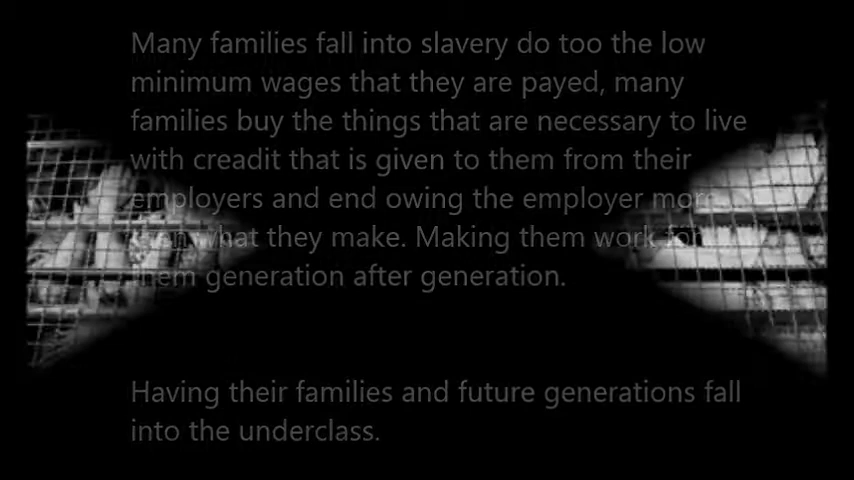 Many families fall into slavery do too the low
minimum wages that they are payed, many
families buy the things that are necessary to live
with creadit that is given to them from their
employers and end owing the employer more
than what they make. Making them work for
them generation after generation.
Having their families and future generations fall
into the underclass.